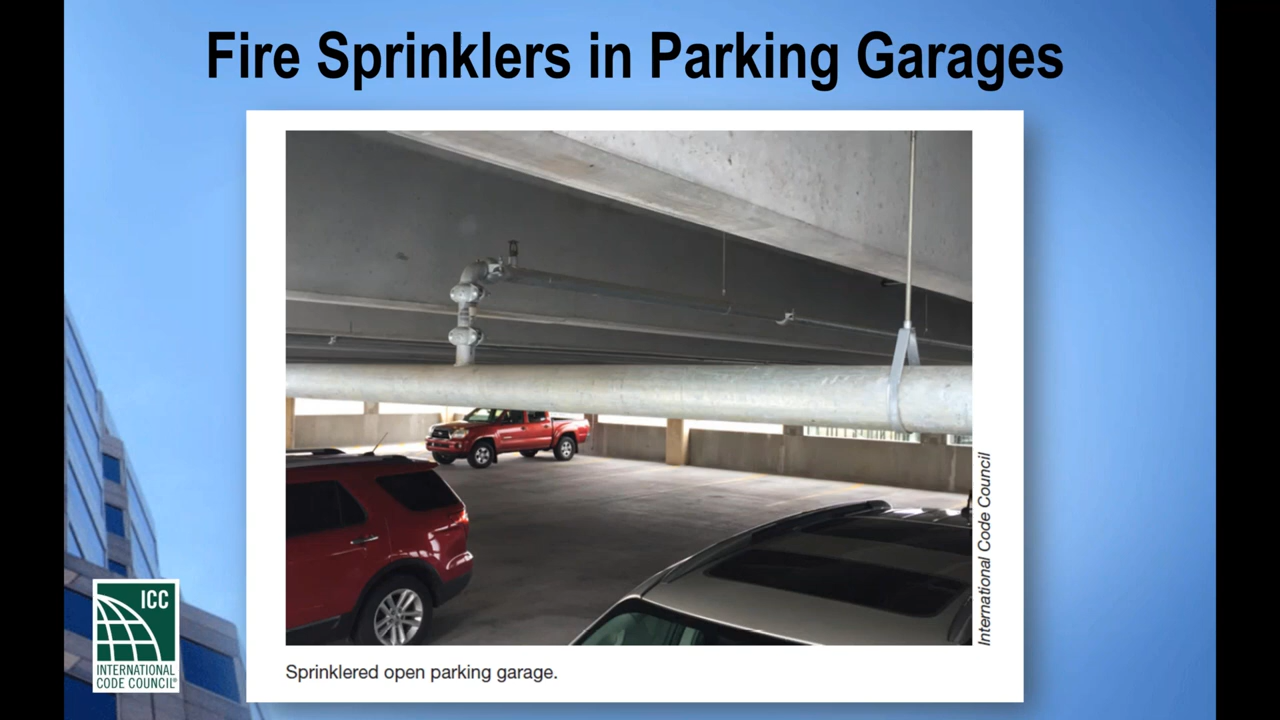 Fire Sprinklers in Parking Garages
International Code Council
Sprinklered open parking garage.
ICC
INTERNATIONAL
CODE COUNCIL®